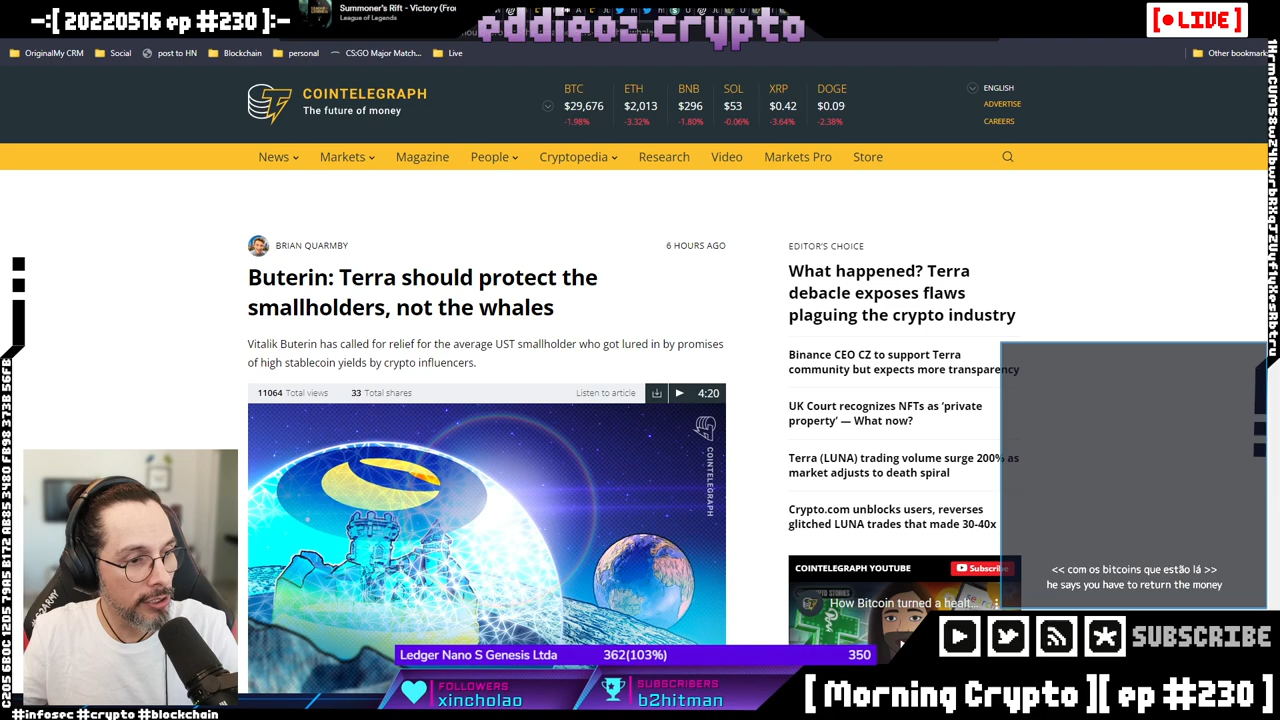 -:[ 20220516 ep #230 ]:-
Summoner's Rift - Victory (Fro
League of Legends
eddieoz.crypto
[ LIVE ]
OriginalMy CRM
Social
post to HN
Blockchain
personal
CS:GO Major Match...
Live
Other bookmark
COINTELEGRAPH
The future of money
BTC ETH BNB SOL XRP DOGE
$29,676 $2,013 $296 $53 $0.42 $0.09
-1.98% -3.32% -1.80% -0.06% -3.64% -2.38%
ENGLISH
ADVERTISE
CAREERS
News Markets Magazine People Cryptopedia Research Video Markets Pro Store
BRIAN QUARMBY
6 HOURS AGO
Buterin: Terra should protect the
smallholders, not the whales
Vitalik Buterin has called for relief for the average UST smallholder who got lured in by promises
of high stablecoin yields by crypto influencers.
11064 Total views 33 Total shares Listen to article 4:20
COINTELEGRAPH
EDITOR'S CHOICE
What happened? Terra
debacle exposes flaws
plaguing the crypto industry
Binance CEO CZ to support Terra
community but expects more transparency
UK Court recognizes NFTs as ‘private
property’ — What now?
Terra (LUNA) trading volume surge 200% as
market adjusts to death spiral
Crypto.com unblocks users, reverses
glitched LUNA trades that made 30-40x
COINTELEGRAPH YOUTUBE
Subscribe
How Bitcoin turned a healt...
<< com os bitcoins que estão lá >>
he says you have to return the money
SUBSCRIBE
Ledger Nano S Genesis Ltda 362(103%) 350
FOLLOWERS
xincholao
SUBSCRIBERS
b2hitman
[ Morning Crypto ][ ep #230 ]
#infosec #crypto #blockchain